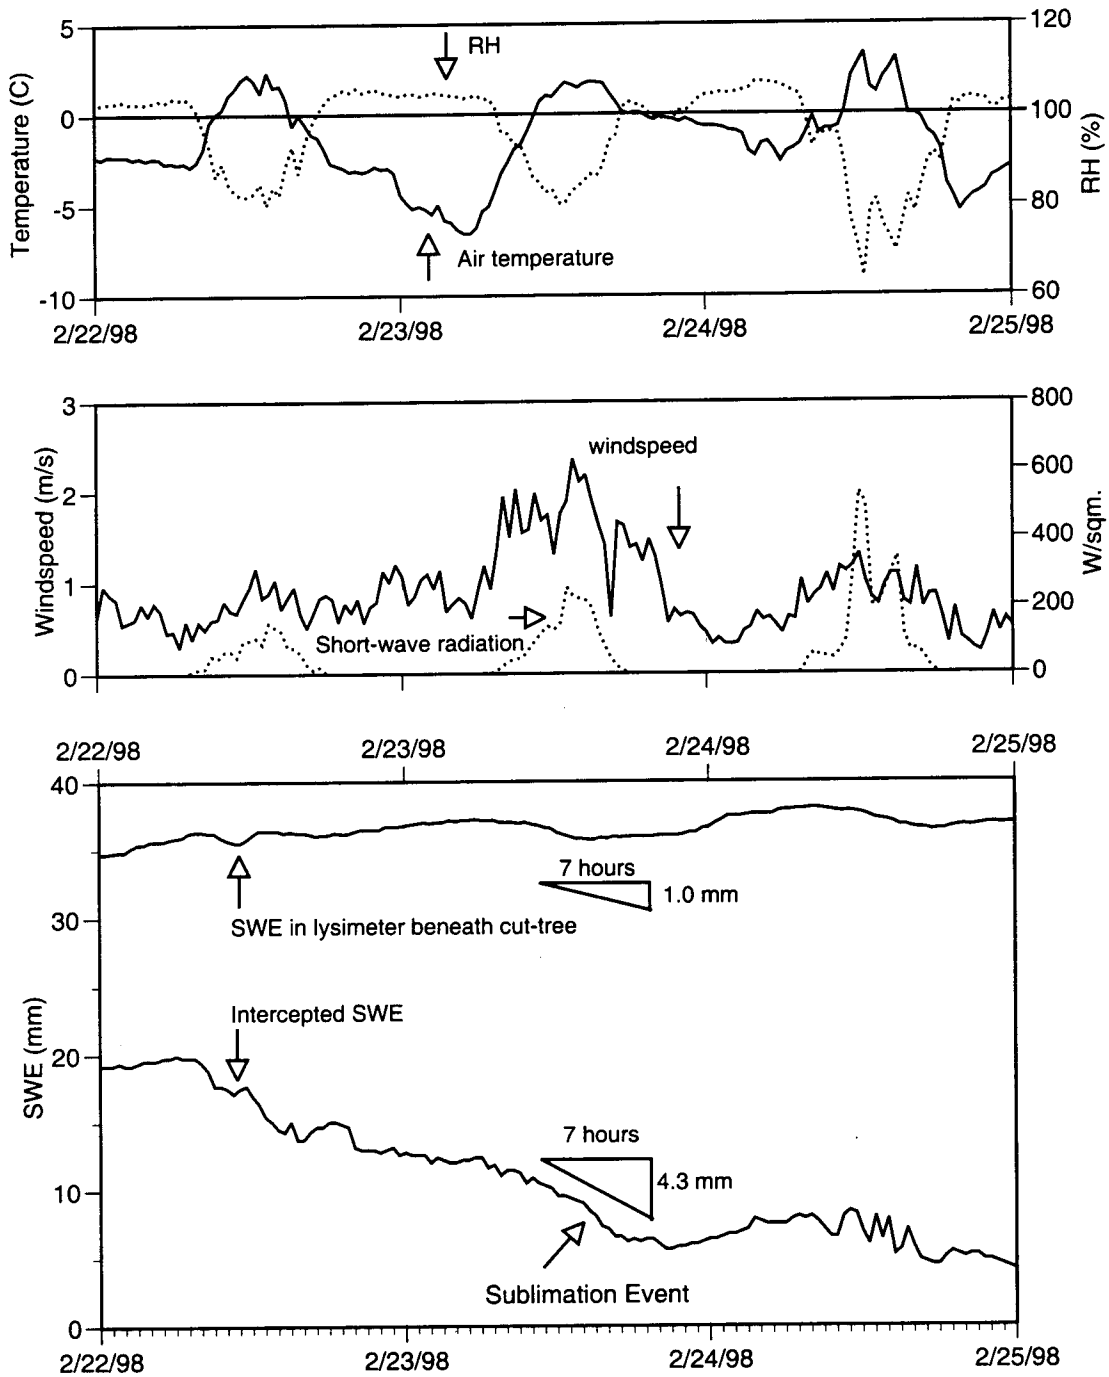 5
120
RH
0
100
Temperature (C)
RH (%)
-5
80
Air temperature
-10
60
2/22/98 2/23/98 2/24/98 2/25/98
3
800
windspeed
600
2
Windspeed (m/s)
400
W/sqm.
1
200
Short-wave radiation
0
0
2/22/98 2/23/98 2/24/98 2/25/98
40
7 hours
1.0 mm
SWE in lysimeter beneath cut-tree
30
Intercepted SWE
SWE (mm)
20
7 hours
4.3 mm
10
Sublimation Event
0
2/22/98 2/23/98 2/24/98 2/25/98